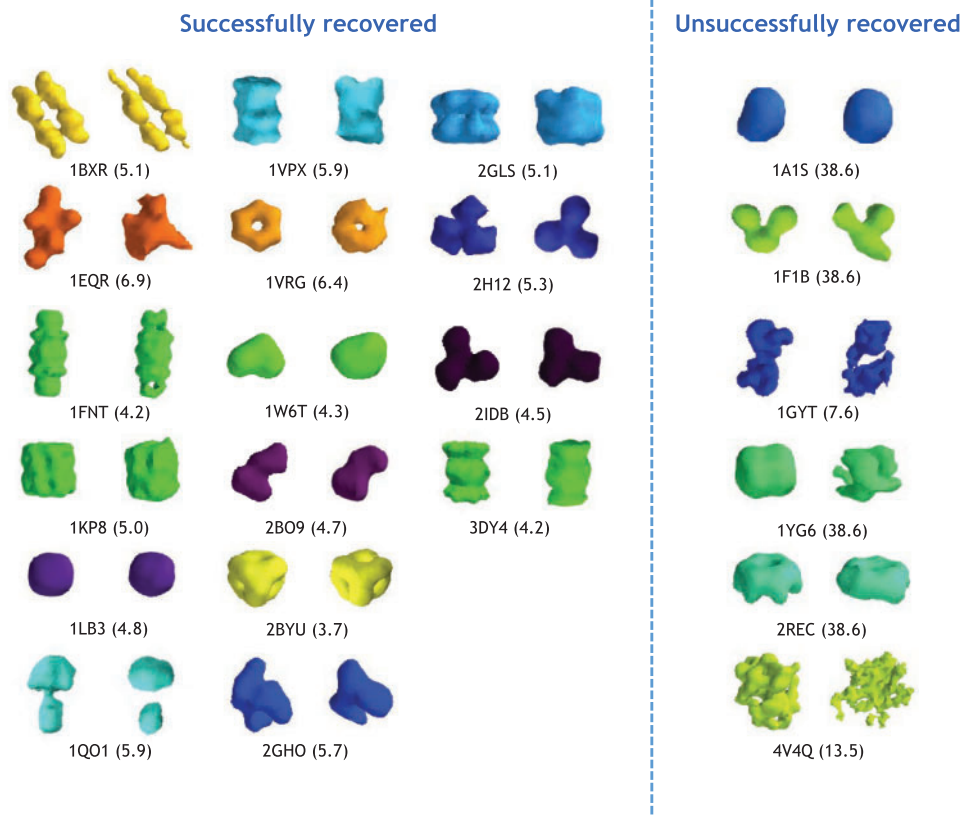 Successfully recovered
Unsuccessfully recovered
1BXR (5.1)
1VPX (5.9)
2GLS (5.1)
1A1S (38.6)
1EQR (6.9)
1VRG (6.4)
2H12 (5.3)
1F1B (38.6)
1FNT (4.2)
1W6T (4.3)
2IDB (4.5)
1GYT (7.6)
1KP8 (5.0)
2BO9 (4.7)
3DY4 (4.2)
1YG6 (38.6)
1LB3 (4.8)
2BYU (3.7)
2REC (38.6)
1QO1 (5.9)
2GHO (5.7)
4V4Q (13.5)